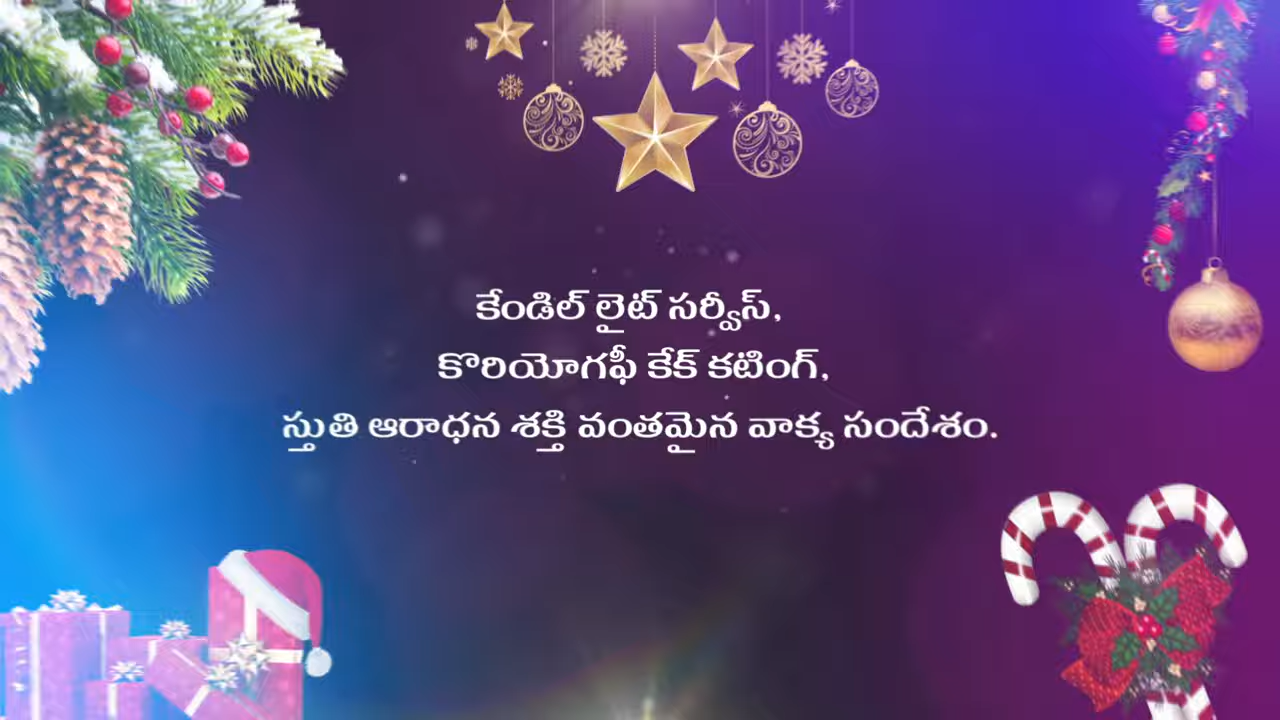 కేండిల్ లైట్ సర్వీస్,
కొరియోగఫీ కేక్ కటింగ్,
స్తుతి ఆరాధన శక్తి వంతమైన వాక్య సందేశం.